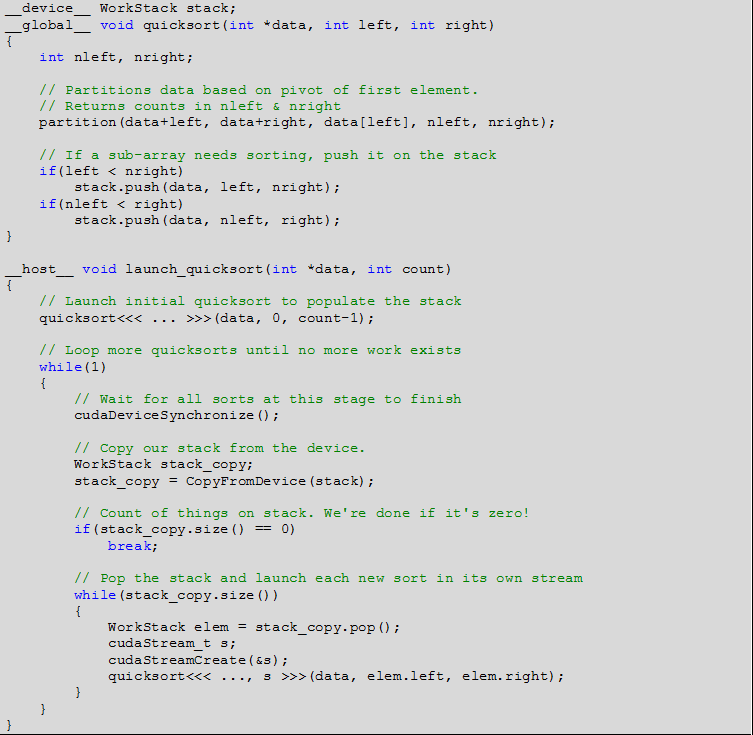 __device__ WorkStack stack;
__global__ void quicksort(int *data, int left, int right)
{
    int nleft, nright;

    // Partitions data based on pivot of first element.
    // Returns counts in nleft & nright
    partition(data+left, data+right, data[left], nleft, nright);

    // If a sub-array needs sorting, push it on the stack
    if(left < nright)
        stack.push(data, left, nright);
    if(nleft < right)
        stack.push(data, nleft, right);
}

__host__ void launch_quicksort(int *data, int count)
{
    // Launch initial quicksort to populate the stack
    quicksort<<< ... >>>(data, 0, count-1);

    // Loop more quicksorts until no more work exists
    while(1)
    {
        // Wait for all sorts at this stage to finish
        cudaDeviceSynchronize();

        // Copy our stack from the device.
        WorkStack stack_copy;
        stack_copy = CopyFromDevice(stack);

        // Count of things on stack. We're done if it's zero!
        if(stack_copy.size() == 0)
            break;

        // Pop the stack and launch each new sort in its own stream
        while(stack_copy.size())
        {
            WorkStack elem = stack_copy.pop();
            cudaStream_t s;
            cudaStreamCreate(&s);
            quicksort<<< ..., s >>>(data, elem.left, elem.right);
        }
    }
}